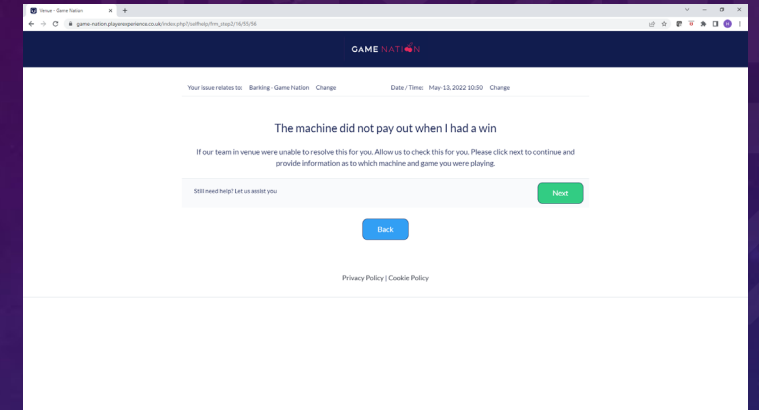 Venue - Game Nation
game-nation.playerexperience.co.uk/index.php?/selfhelp/frm_step2/16/55/56
GAME NATION
Your issue relates to: Barking - Game Nation Change Date / Time: May-13, 2022 10:50 Change
The machine did not pay out when I had a win
If our team in venue were unable to resolve this for you. Allow us to check this for you. Please click next to continue and
provide information as to which machine and game you were playing.
Still need help? Let us assist you Next
Back
Privacy Policy | Cookie Policy